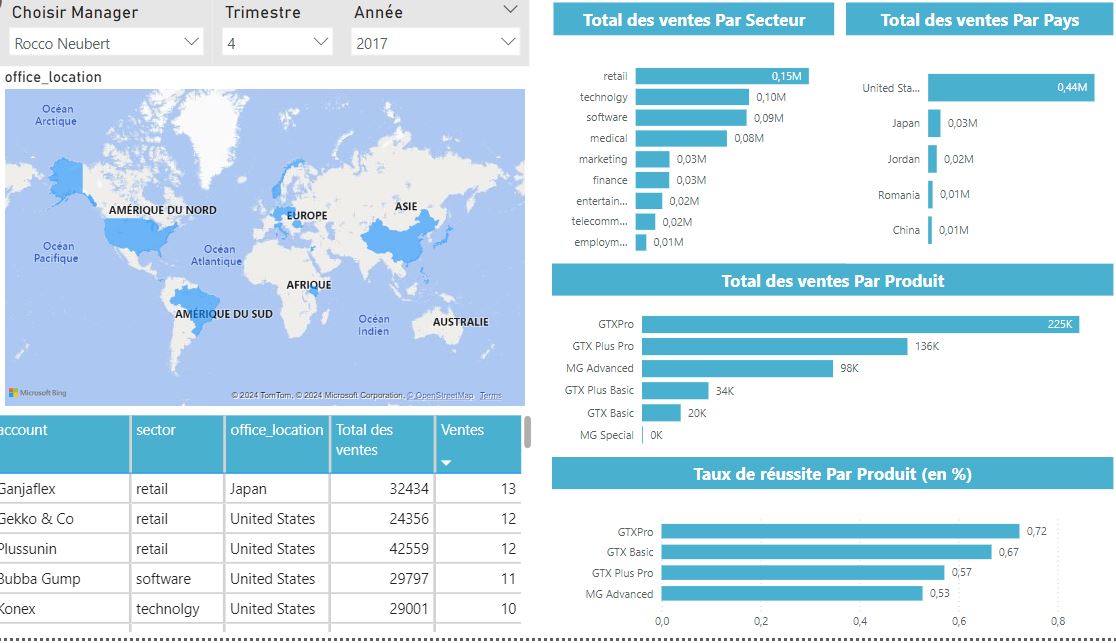 Choisir Manager
Trimestre
Année
Rocco Neubert
4
2017
office_location
Océan
Arctique
AMÉRIQUE DU NORD
EUROPE
ASIE
Océan
Pacifique
Océan
Atlantique
AFRIQUE
AMÉRIQUE DU SUD
Océan
Indien
AUSTRALIE
Microsoft Bing
© 2024 TomTom, © 2024 Microsoft Corporation, © OpenStreetMap Terms
account sector office_location Total des ventes Ventes
Ganjaflex retail Japan 32434 13
Gekko & Co retail United States 24356 12
Plussunin retail United States 42559 12
Bubba Gump software United States 29797 11
Konex technolgy United States 29001 10
Total des ventes Par Secteur
retail 0,15M
technolgy 0,10M
software 0,09M
medical 0,08M
marketing 0,03M
finance 0,03M
entertain... 0,02M
telecomm... 0,02M
employm... 0,01M
Total des ventes Par Pays
United Sta... 0,44M
Japan 0,03M
Jordan 0,02M
Romania 0,01M
China 0,01M
Total des ventes Par Produit
GTXPro 225K
GTX Plus Pro 136K
MG Advanced 98K
GTX Plus Basic 34K
GTX Basic 20K
MG Special 0K
Taux de réussite Par Produit (en %)
GTXPro 0,72
GTX Basic 0,67
GTX Plus Pro 0,57
MG Advanced 0,53
0,0 0,2 0,4 0,6 0,8